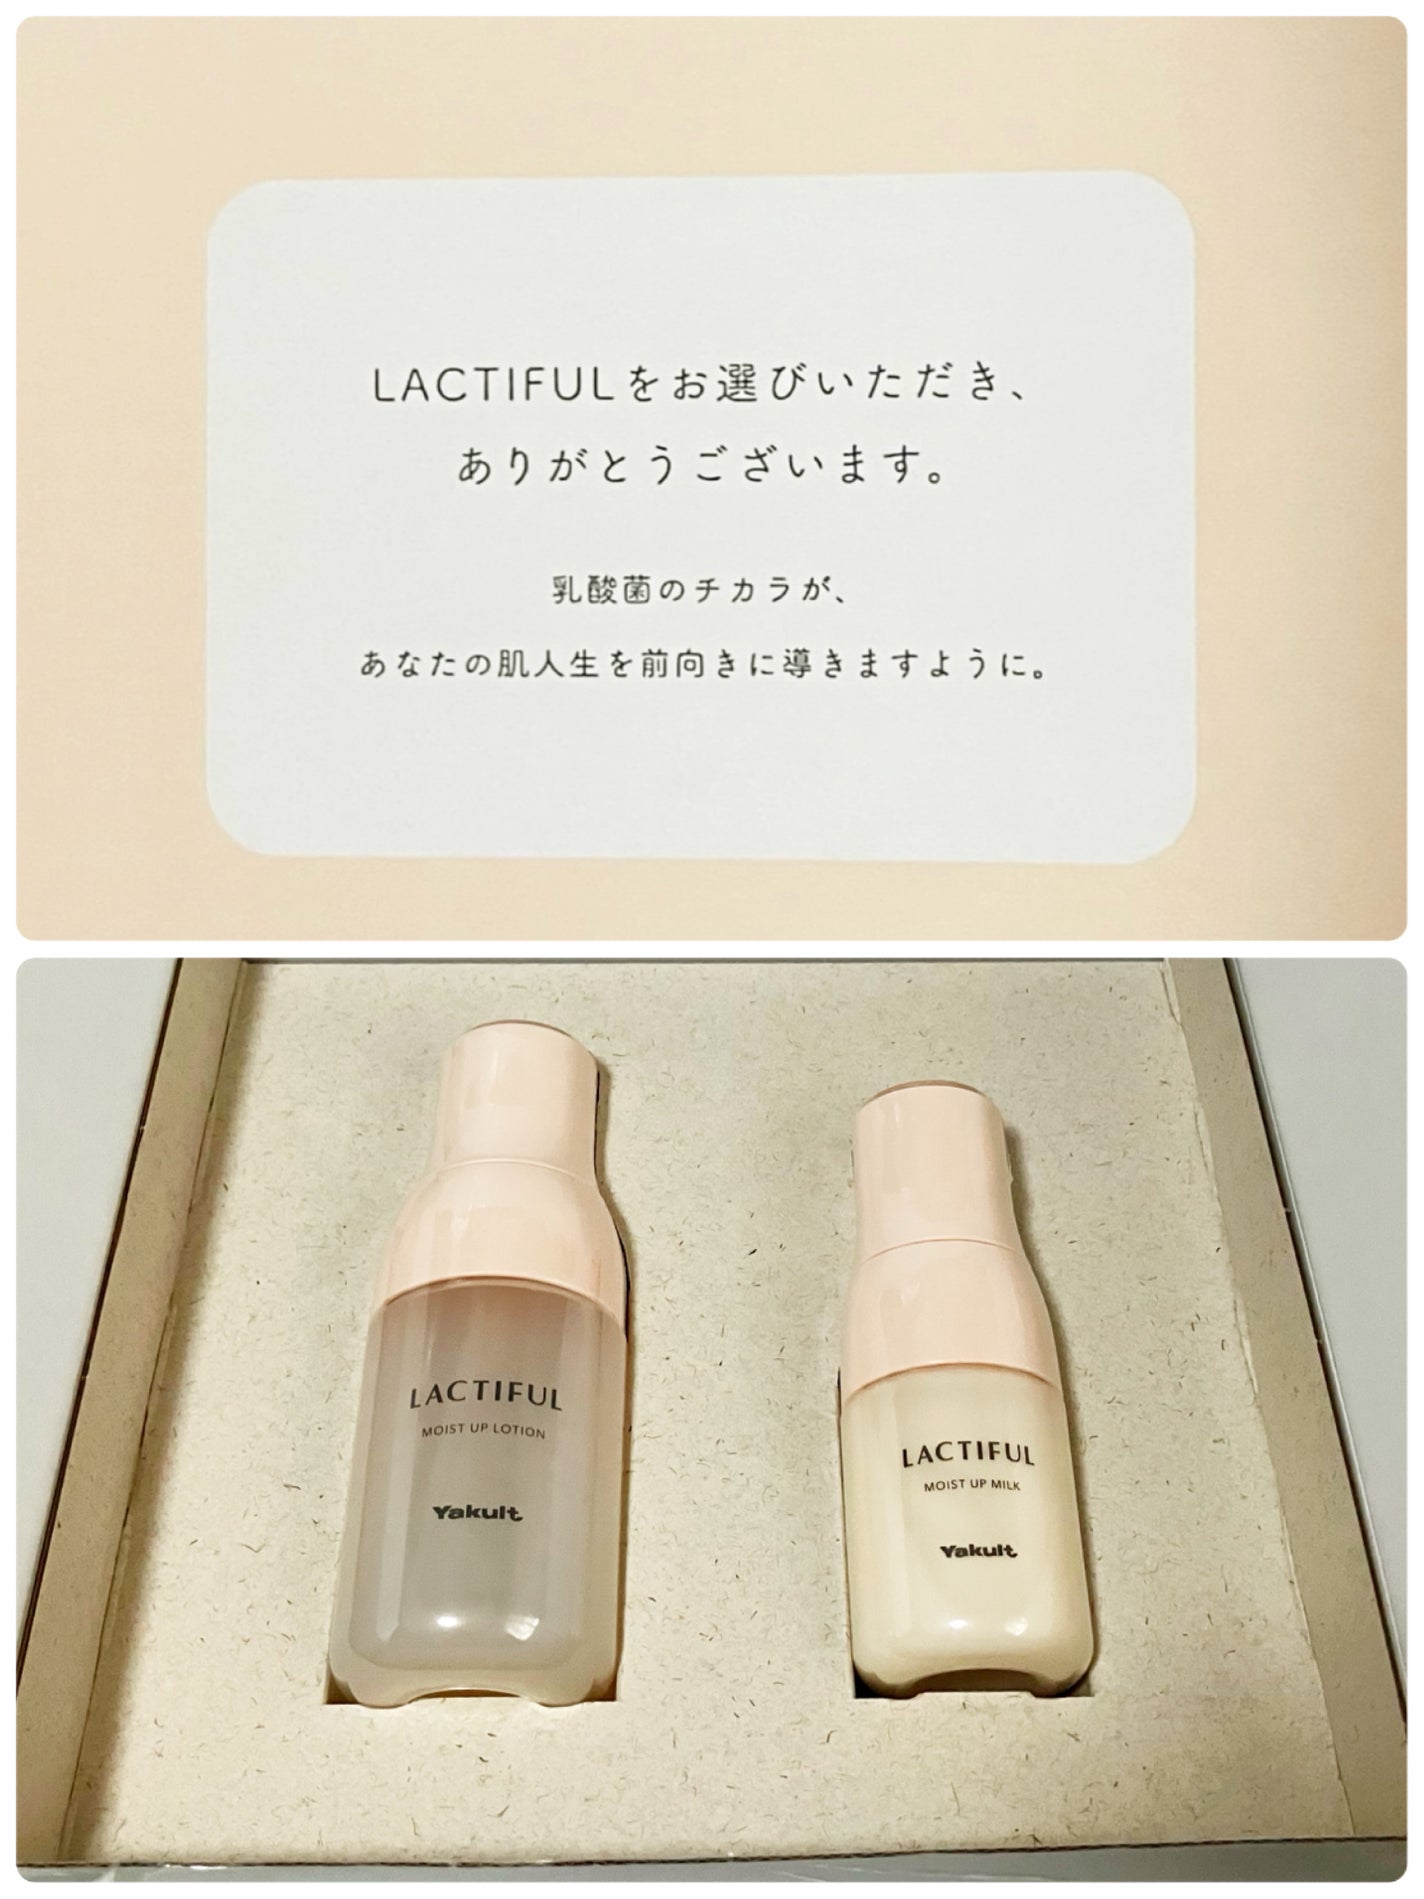 LACTIFULをお選びいただき、
ありがとうございます。
乳酸菌のチカラが、
あなたの肌人生を前向きに導きますように。
LACTIFUL
MOIST UP LOTION
Yakult
LACTIFUL
MOIST UP MILK
Yakult